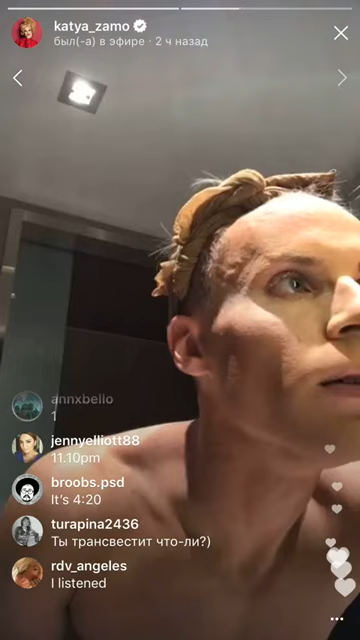 katya_zamo
был(-а) в эфире · 2 ч назад
annxbello
1
jennyelliott88
11.10pm
broobs.psd
It's 4:20
turapina2436
Ты трансвестит что-ли?)
rdv_angeles
I listened